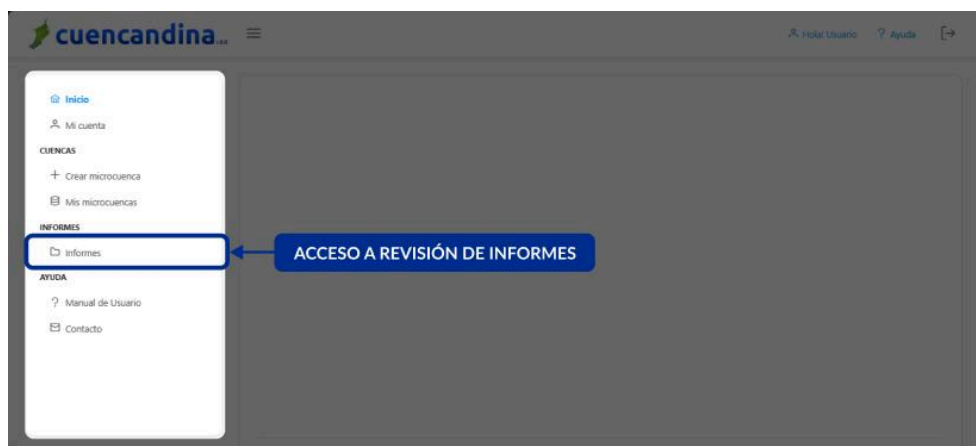 cuencandina
Hola! Usuario
? Ayuda
Inicio
Mi cuenta
CUENCAS
Crear microcuenca
Mis microcuencas
INFORMES
Informes
ACCESO A REVISIÓN DE INFORMES
AYUDA
? Manual de Usuario
Contacto